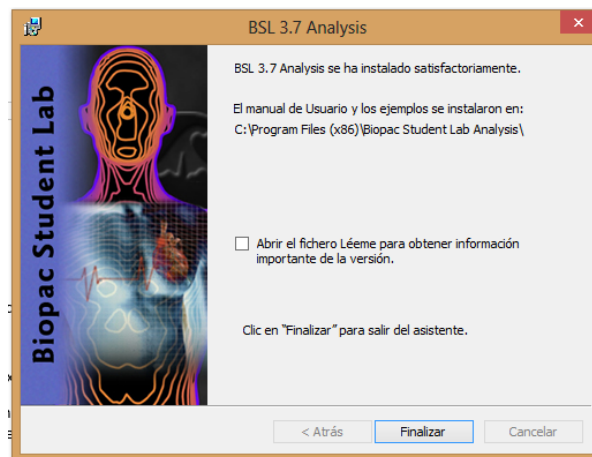 BSL 3.7 Analysis
Biopac Student Lab
BSL 3.7 Analysis se ha instalado satisfactoriamente.
El manual de Usuario y los ejemplos se instalaron en:
C:\Program Files (x86)\Biopac Student Lab Analysis\
Abrir el fichero Léeme para obtener información
importante de la versión.
Clic en "Finalizar" para salir del asistente.
< Atrás
Finalizar
Cancelar